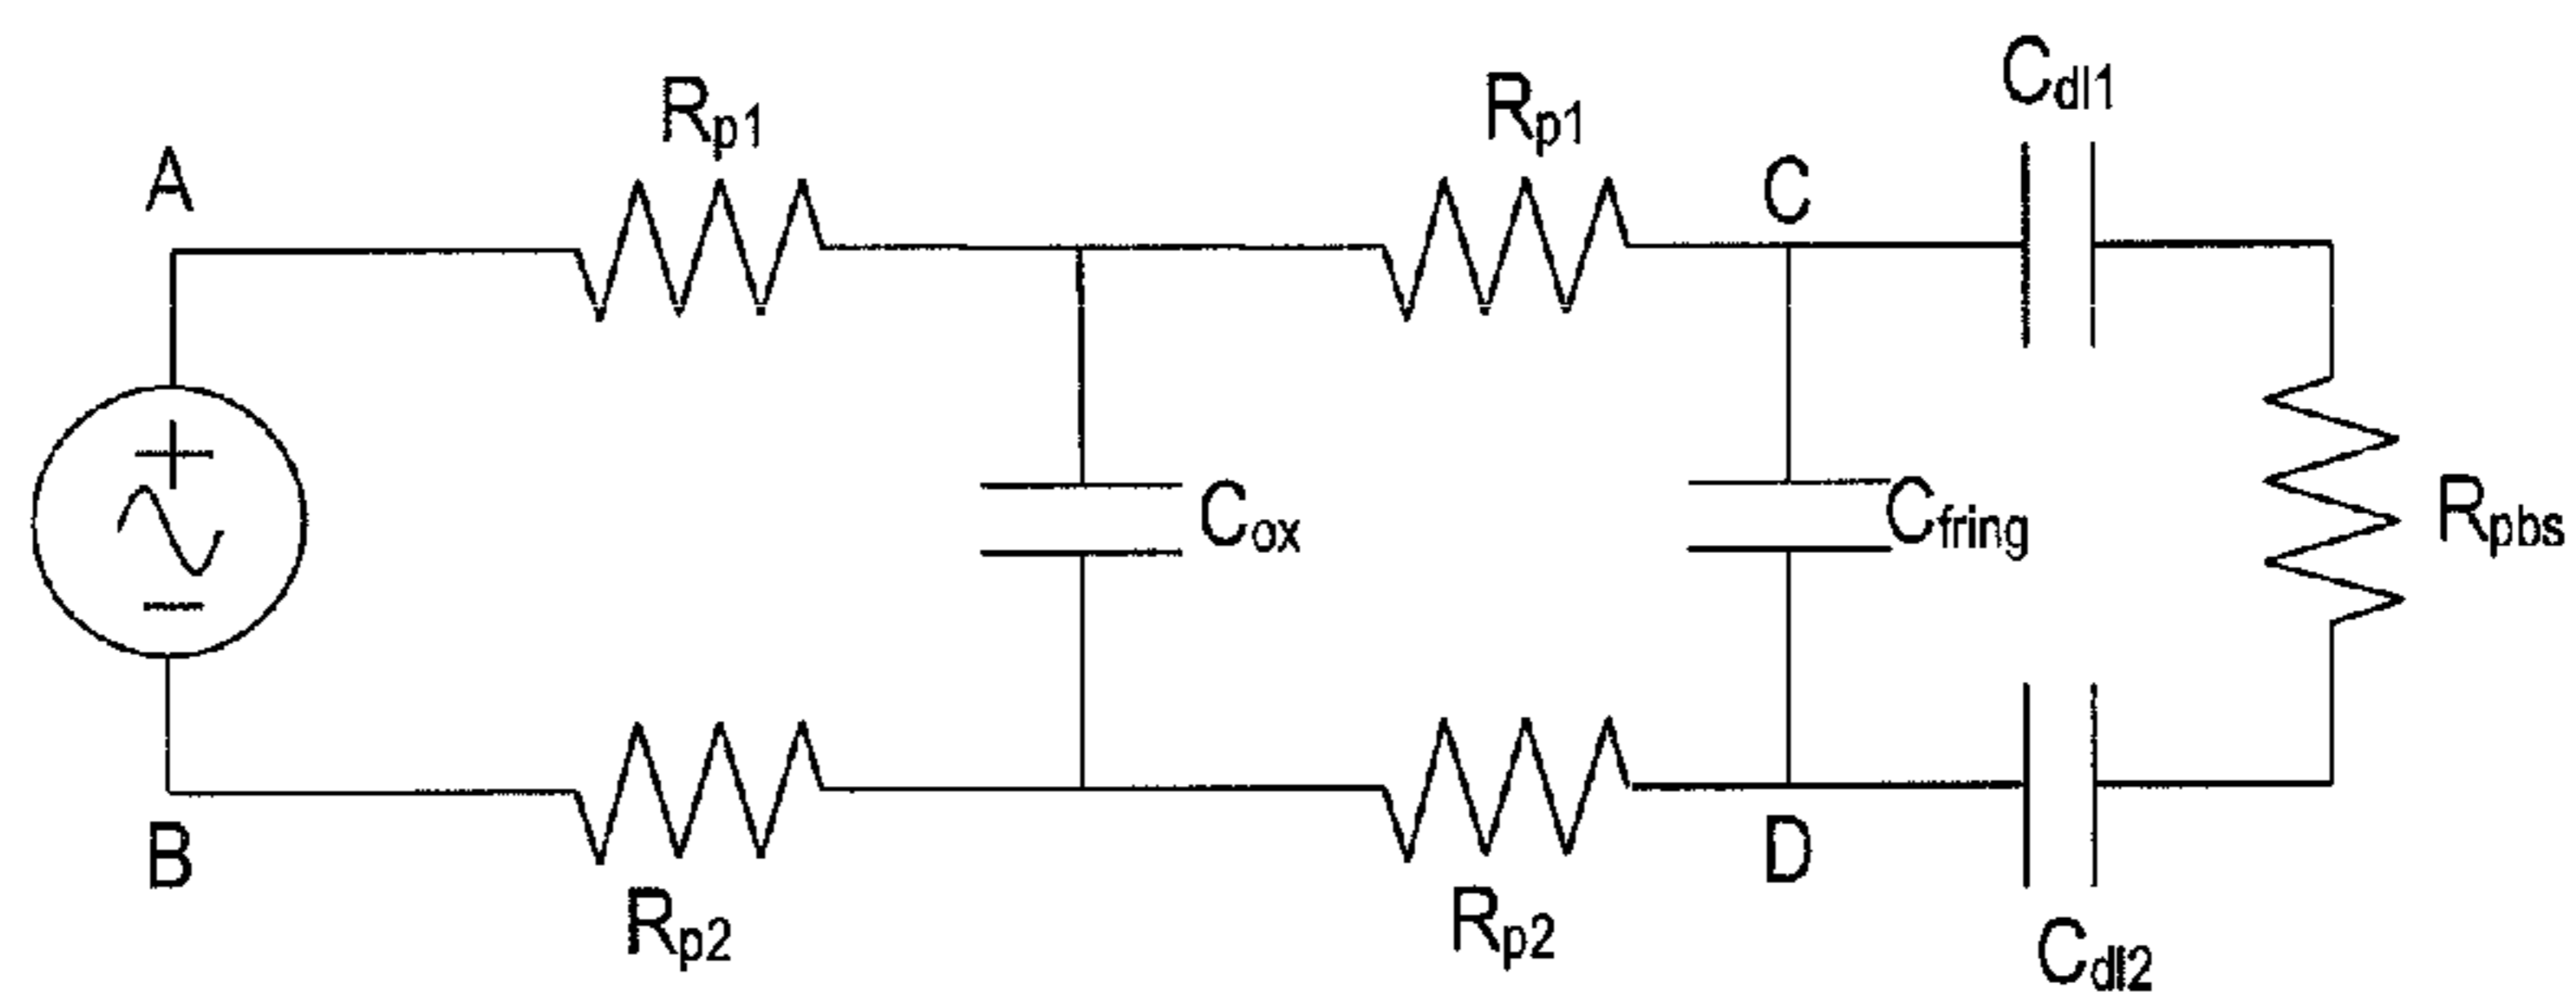 A
Rp1
Rp1
C
Cdl1
+
−
Cox
Cfring
Rpbs
B
Rp2
Rp2
D
Cdl2